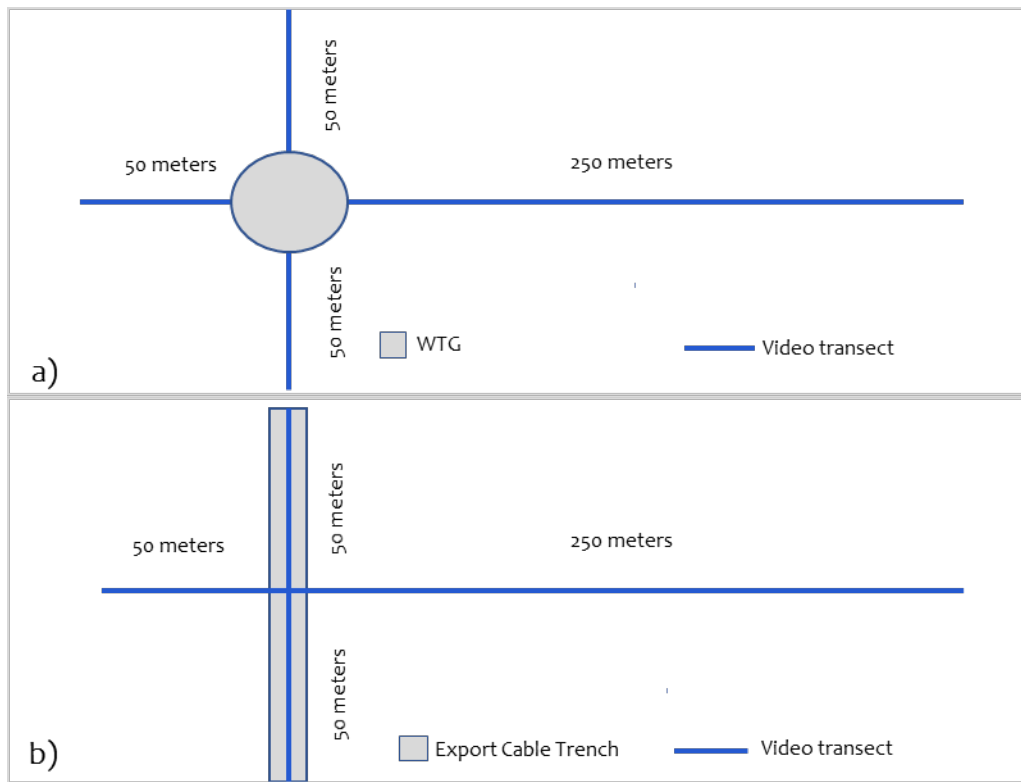 50 meters
50 meters
250 meters
50 meters
WTG
Video transect
a)
50 meters
50 meters
250 meters
50 meters
Export Cable Trench
Video transect
b)